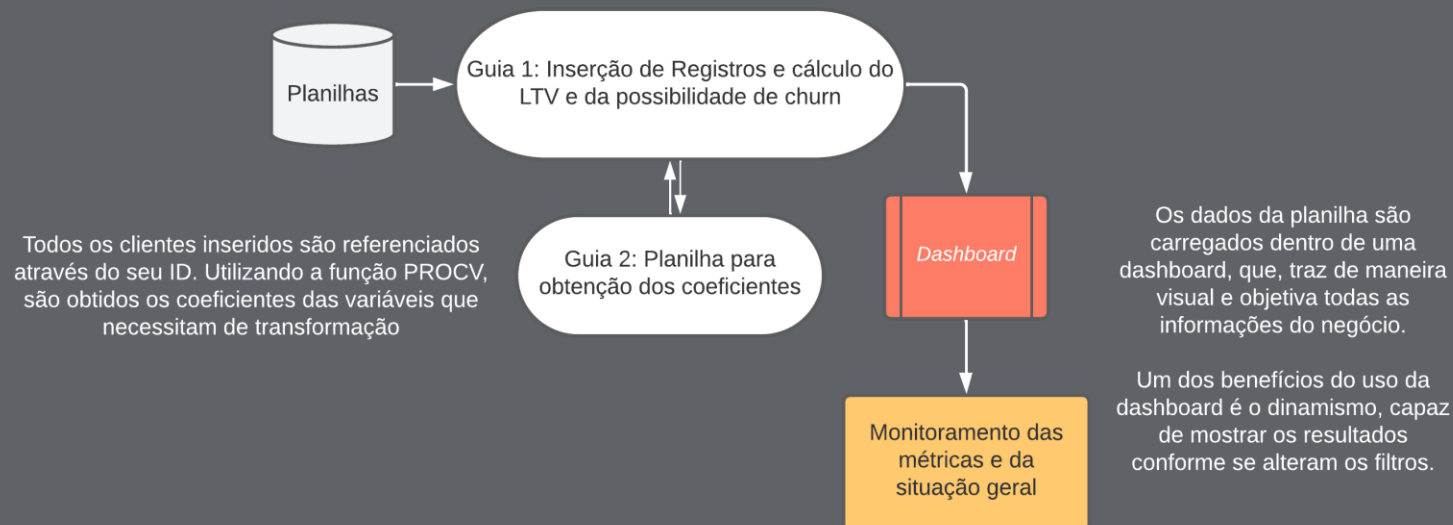 Planilhas
Guia 1: Inserção de Registros e cálculo do
LTV e da possibilidade de churn
Todos os clientes inseridos são referenciados
através do seu ID. Utilizando a função PROCV,
são obtidos os coeficientes das variáveis que
necessitam de transformação
Guia 2: Planilha para
obtenção dos coeficientes
Dashboard
Os dados da planilha são
carregados dentro de uma
dashboard, que, traz de maneira
visual e objetiva todas as
informações do negócio.
Um dos benefícios do uso da
dashboard é o dinamismo, capaz
de mostrar os resultados
conforme se alteram os filtros.
Monitoramento das
métricas e da
situação geral